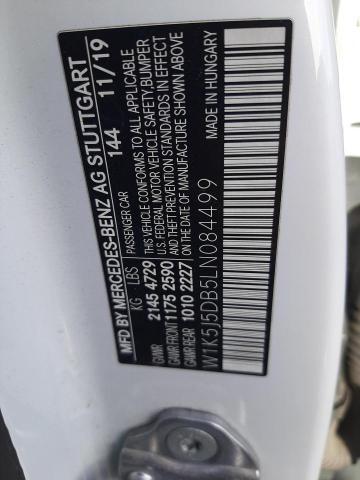 MFD BY MERCEDES-BENZ AG STUTTGART
144 11/19
PASSENGER CAR
THIS VEHICLE CONFORMS TO ALL APPLICABLE
U.S. FEDERAL MOTOR VEHICLE SAFETY,BUMPER
AND THEFTPREVENTION STANDARDS IN EFFECT
ON THE DATE OF MANUFACTURE SHOWN ABOVE
MADE IN HUNGARY
KG LBS
GVWR 2145 4729
GAWR FRONT 1175 2590
GAWR REAR 1010 2227
W1K5J5DB5LN084499